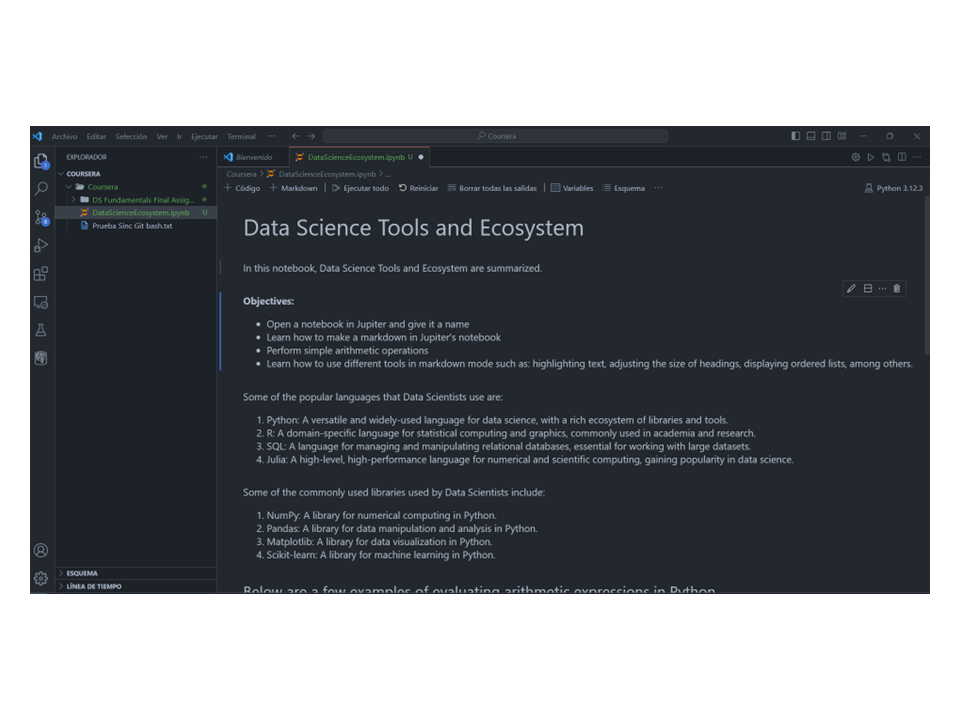 Archivo Editar Selección Ver Ir Ejecutar Terminal ··· Coursera
EXPLORADOR ···
COURSERA
Coursera
DS Fundamentals Final Assig...
DataScienceEcosystem.ipynb U
Prueba Sinc Git bash.txt
ESQUEMA
LÍNEA DE TIEMPO
Bienvenido DataScienceEcosystem.ipynb U
Coursera > DataScienceEcosystem.ipynb > ...
+ Código + Markdown Ejecutar todo Reiniciar Borrar todas las salidas Variables Esquema ··· Python 3.12.3
Data Science Tools and Ecosystem
In this notebook, Data Science Tools and Ecosystem are summarized.
Objectives:
• Open a notebook in Jupiter and give it a name
• Learn how to make a markdown in Jupiter's notebook
• Perform simple arithmetic operations
• Learn how to use different tools in markdown mode such as: highlighting text, adjusting the size of headings, displaying ordered lists, among others.
Some of the popular languages that Data Scientists use are:
1. Python: A versatile and widely-used language for data science, with a rich ecosystem of libraries and tools.
2. R: A domain-specific language for statistical computing and graphics, commonly used in academia and research.
3. SQL: A language for managing and manipulating relational databases, essential for working with large datasets.
4. Julia: A high-level, high-performance language for numerical and scientific computing, gaining popularity in data science.
Some of the commonly used libraries used by Data Scientists include:
1. NumPy: A library for numerical computing in Python.
2. Pandas: A library for data manipulation and analysis in Python.
3. Matplotlib: A library for data visualization in Python.
4. Scikit-learn: A library for machine learning in Python.
Below are a few examples of evaluating arithmetic expressions in Python